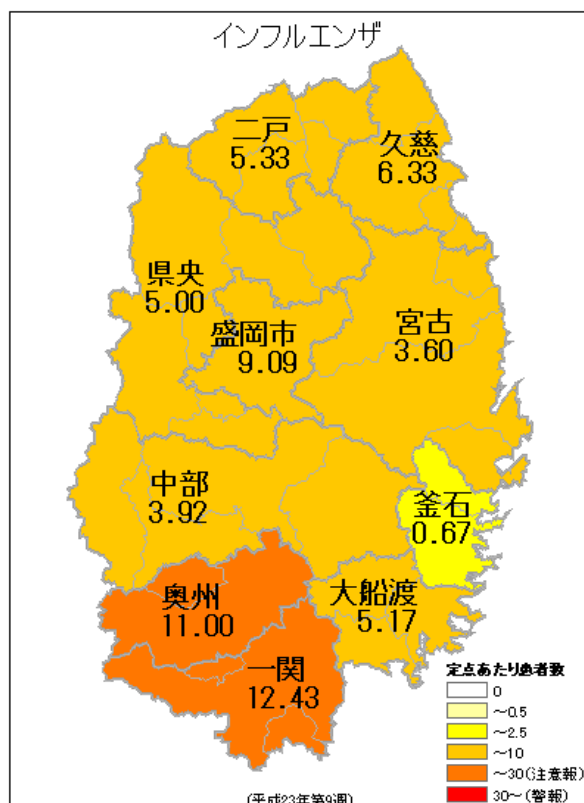 インフルエンザ
二戸
5.33
久慈
6.33
県央
5.00
盛岡市
9.09
宮古
3.60
中部
3.92
釜石
0.67
奥州
11.00
大船渡
5.17
一関
12.43
定点あたり患者数
0
～0.5
～2.5
～10
～30(注意報)
30～(警報)
(平成23年第9週)